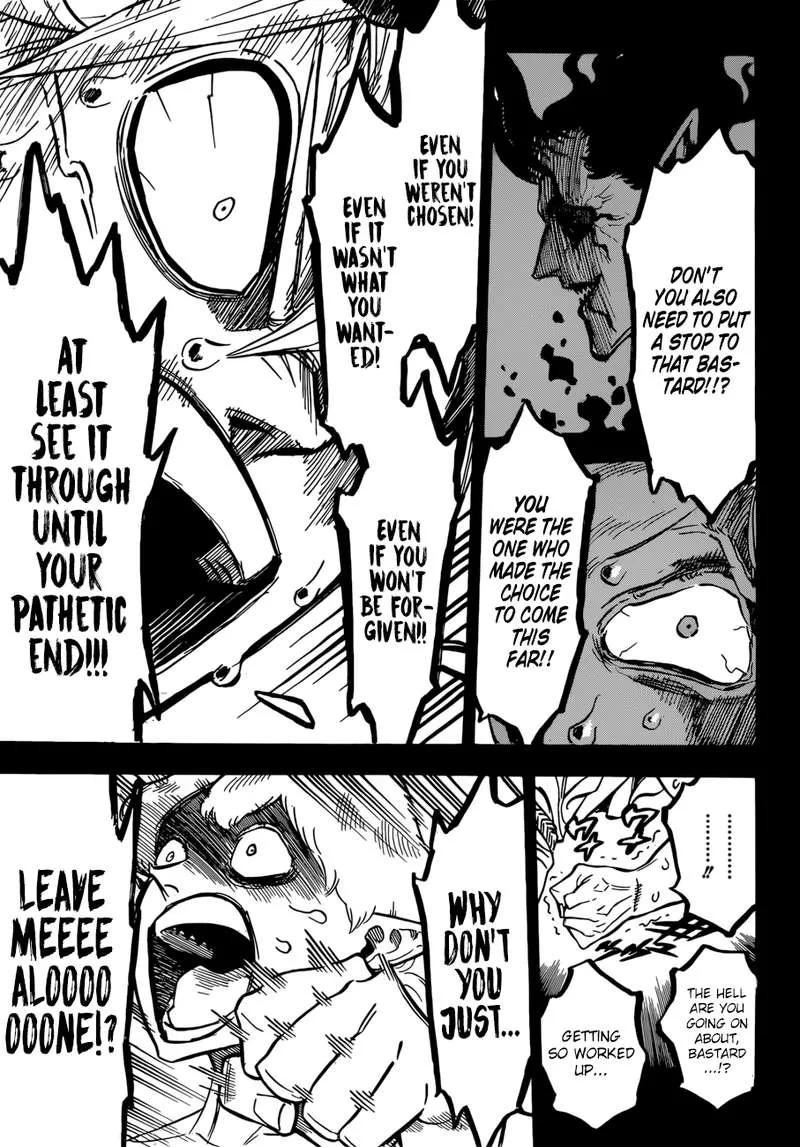 DON'T
YOU ALSO
NEED TO PUT
A STOP TO
THAT BAS-
TARD!!?
YOU
WERE THE
ONE WHO
MADE THE
CHOICE
TO COME
THIS
FAR!!
EVEN
IF YOU
WEREN'T
CHOSEN!
EVEN
IF IT
WASN'T
WHAT
YOU
WANT-
ED!
EVEN
IF YOU
WON'T
BE FOR-
GIVEN!!
AT
LEAST
SEE IT
THROUGH
UNTIL
YOUR
PATHETIC
END!!!
.........!!
THE HELL
ARE YOU
GOING ON
ABOUT,
BASTARD
...!?
GETTING
SO WORKED
UP...
WHY
DON'T
YOU
JUST...
LEAVE
MEEEE
ALOOOO
OOONE!?